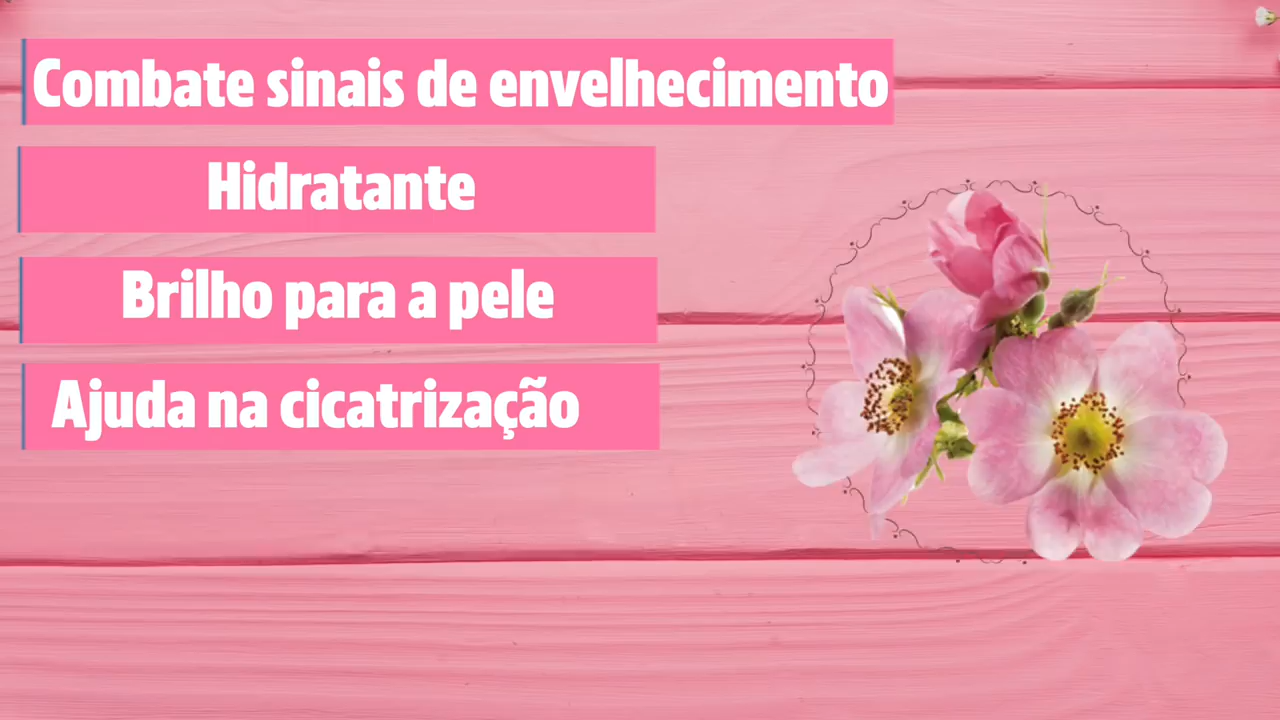 Combate sinais de envelhecimento
Hidratante
Brilho para a pele
Ajuda na cicatrização